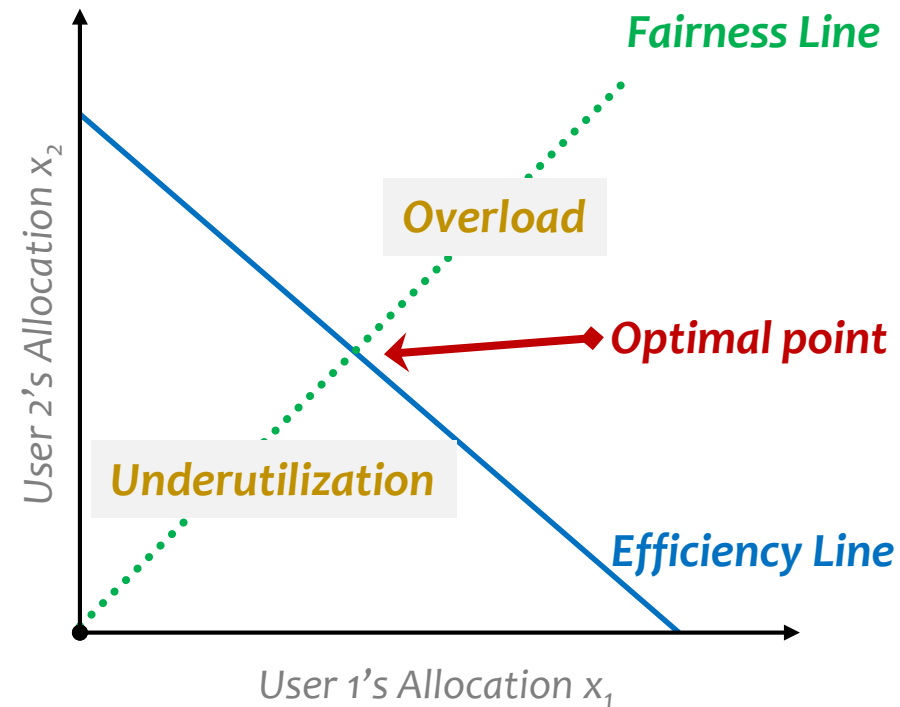 Fairness Line
Overload
User 2's Allocation x₂
Optimal point
Underutilization
Efficiency Line
User 1's Allocation x₁